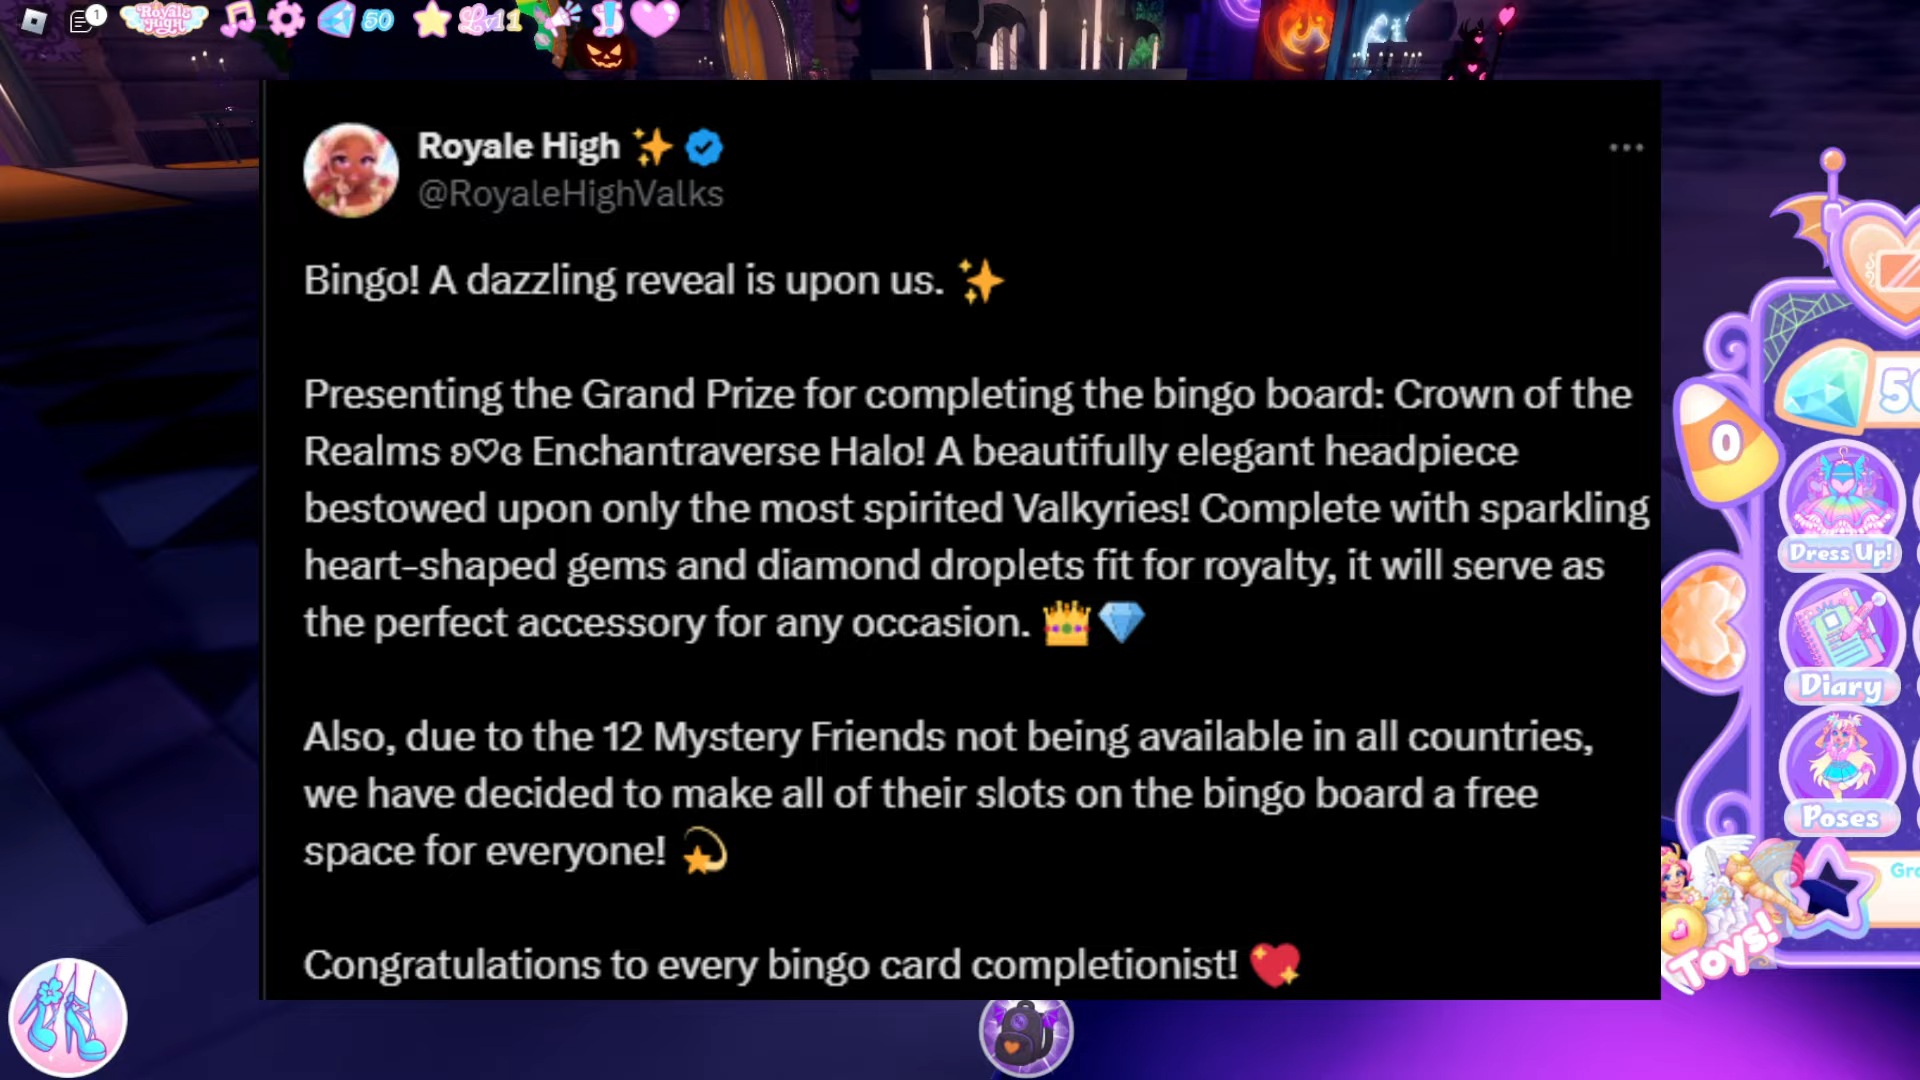 1
Royale High
50
Lv11
Royale High ✨
@RoyaleHighValks
Bingo! A dazzling reveal is upon us. ✨
Presenting the Grand Prize for completing the bingo board: Crown of the
Realms ʚ♡ɞ Enchantraverse Halo! A beautifully elegant headpiece
bestowed upon only the most spirited Valkyries! Complete with sparkling
heart-shaped gems and diamond droplets fit for royalty, it will serve as
the perfect accessory for any occasion. 👑💎
Also, due to the 12 Mystery Friends not being available in all countries,
we have decided to make all of their slots on the bingo board a free
space for everyone! 💫
Congratulations to every bingo card completionist! 💖
50
0
Dress Up!
Diary
Poses
Toys!